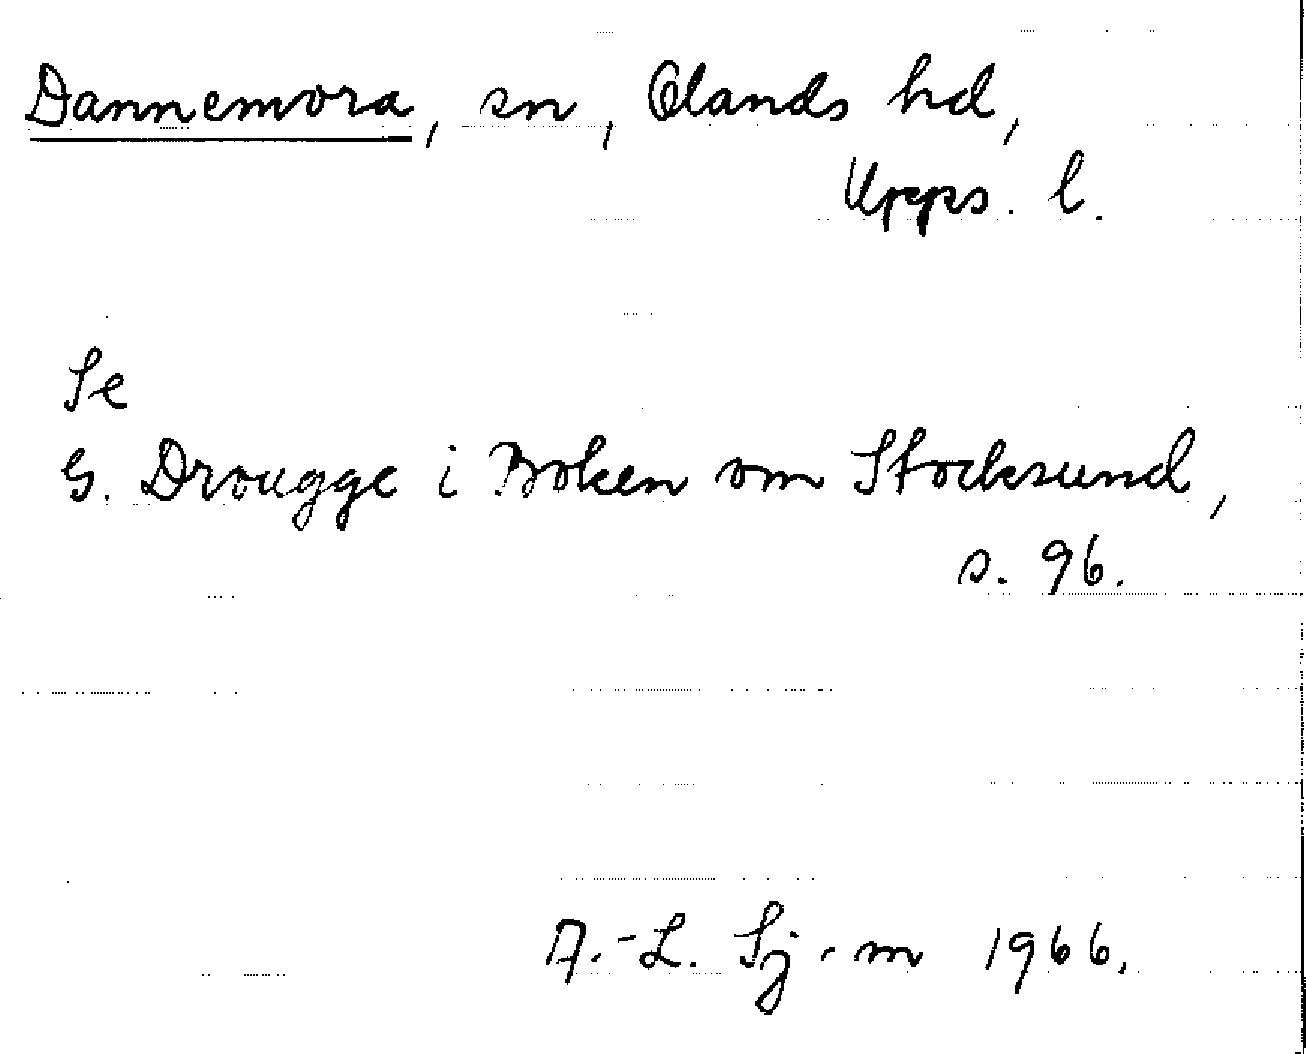 Dannemora, sn, Olands hd,
Upps. l.
Se
G. Drougge i Boken om Stocksund,
s. 96.
A.-L. Sj-m 1966.